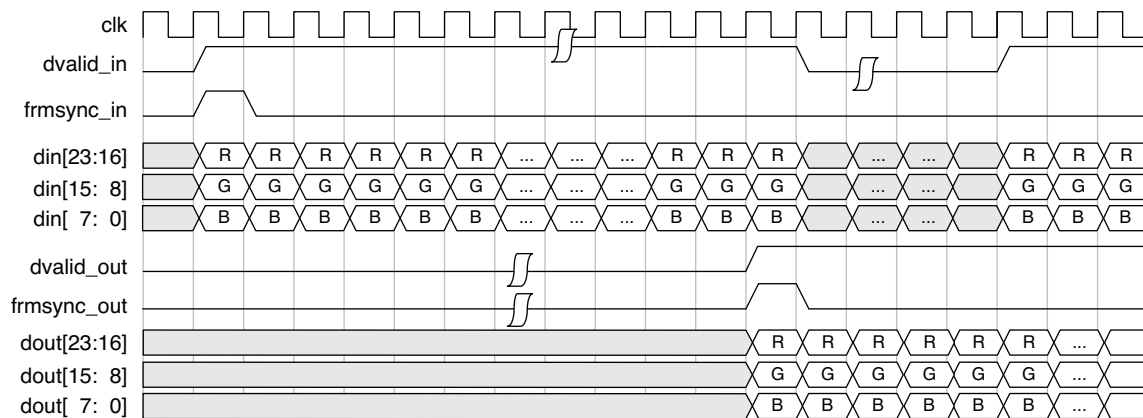 clk
dvalid_in
frmsync_in
din[23:16] R R R R R R ... ... ... R R R ... ... R R R
din[15: 8] G G G G G G ... ... ... G G G ... ... G G G
din[ 7: 0] B B B B B B ... ... ... B B B ... ... B B B
dvalid_out
frmsync_out
dout[23:16] R R R R R R ...
dout[15: 8] G G G G G G ...
dout[ 7: 0] B B B B B B ...